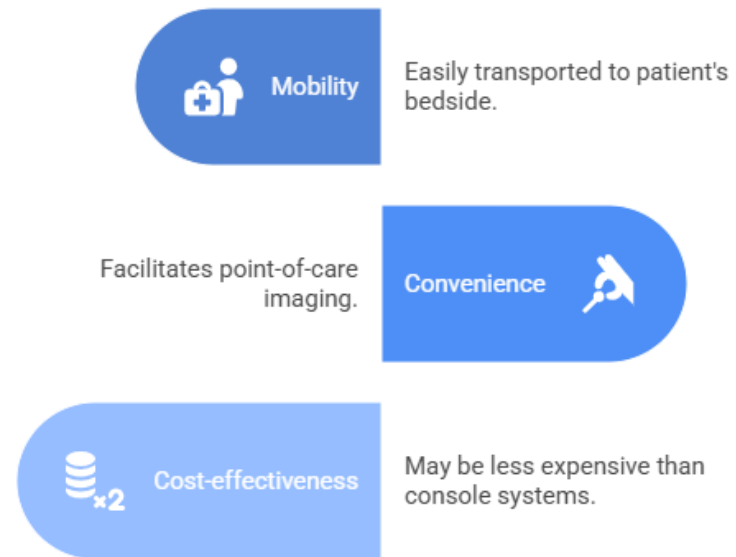 Mobility
Easily transported to patient's
bedside.
Facilitates point-of-care
imaging.
Convenience
×2
Cost-effectiveness
May be less expensive than
console systems.